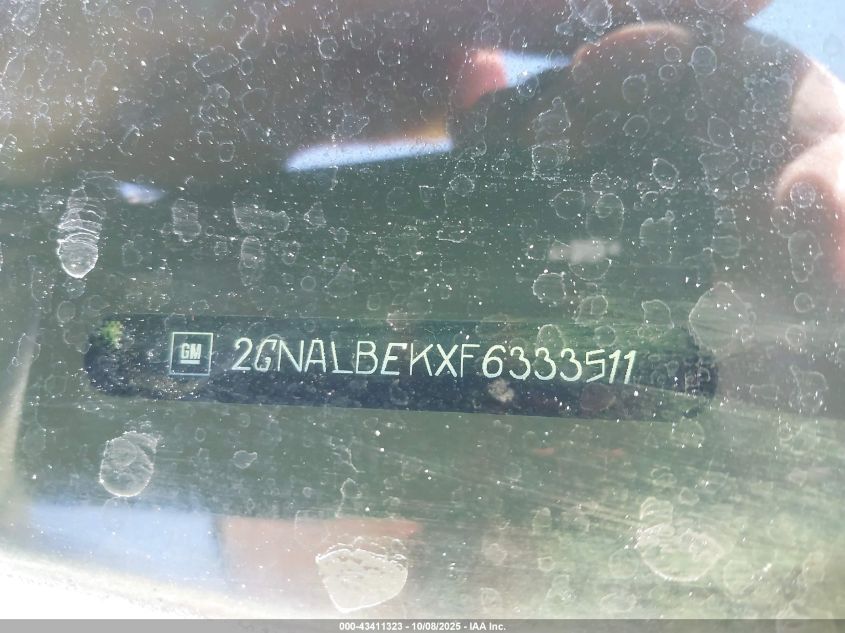 GM 2GNALBEKXF6333511
000-43411323 - 10/08/2025 - IAA Inc.